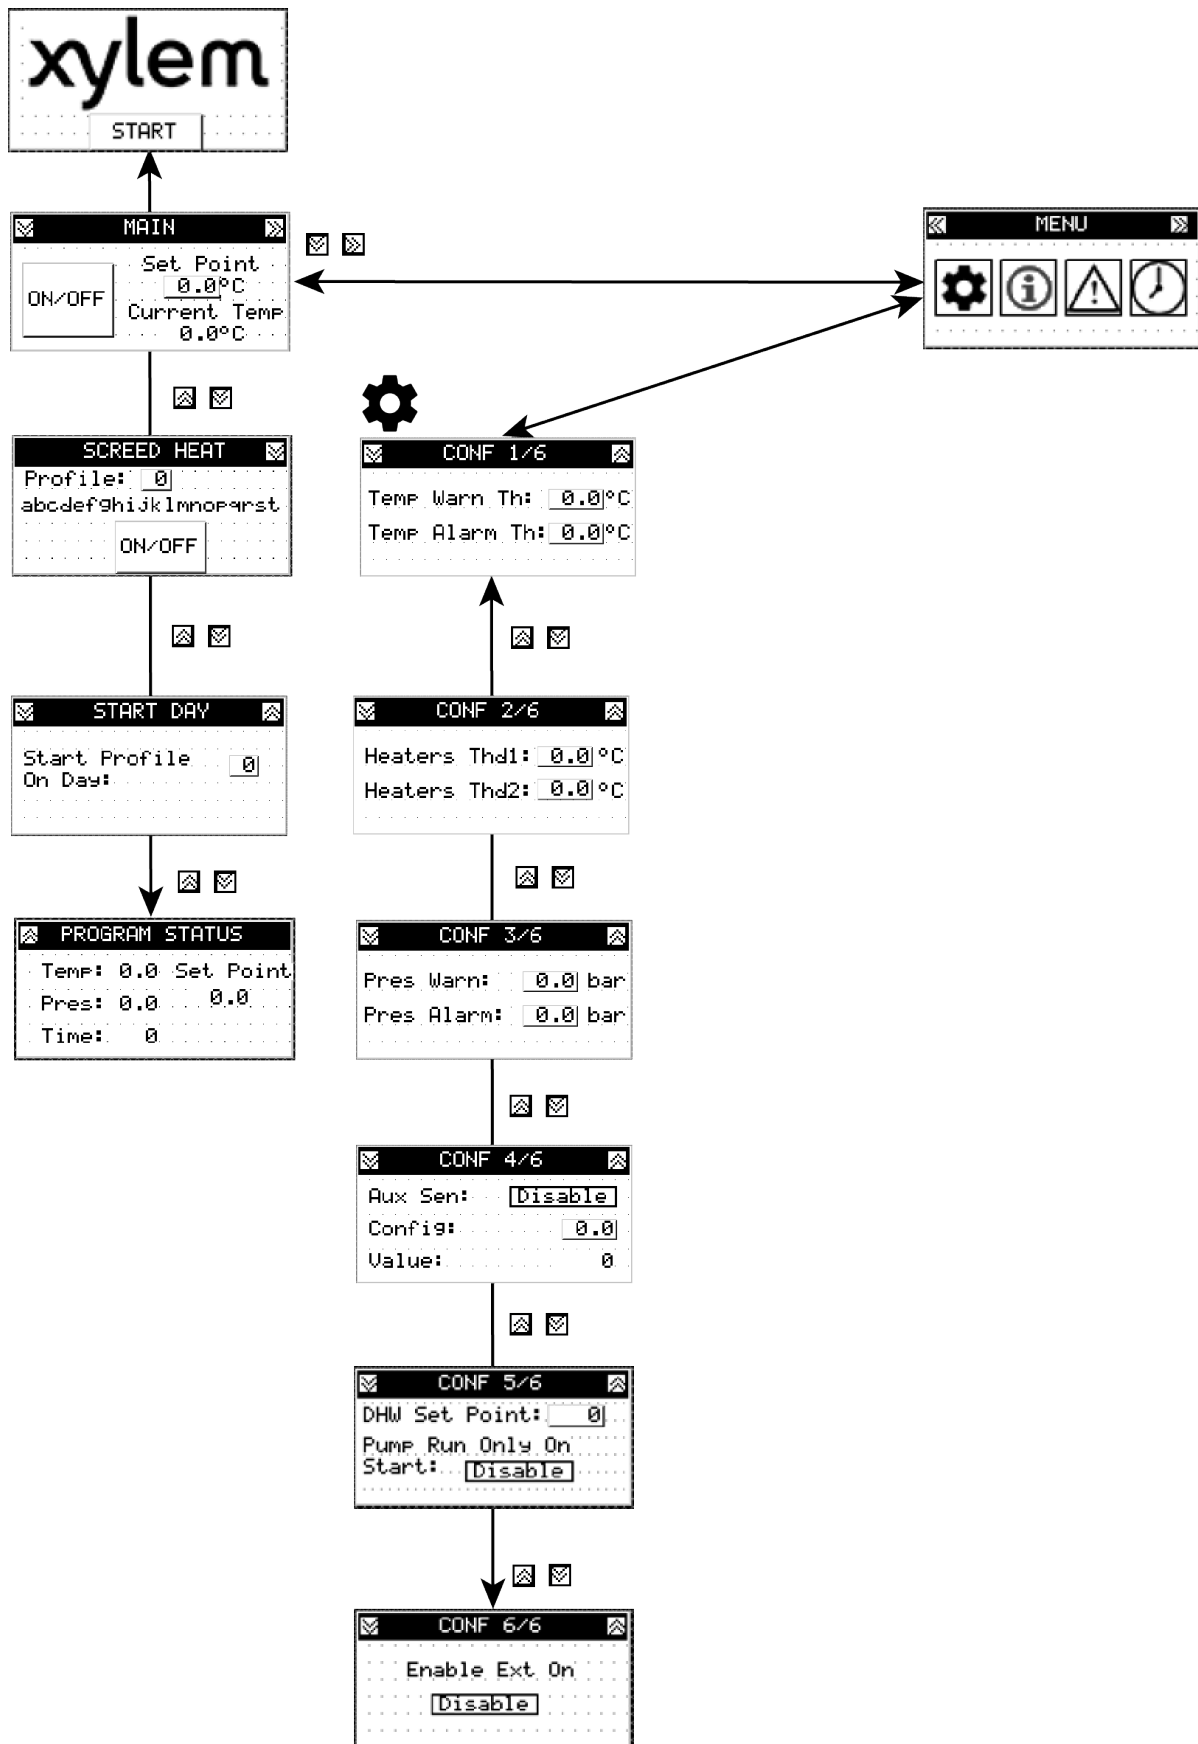 xylem
START
MAIN
ON/OFF
Set Point
0.0°C
Current Temp
0.0°C
MENU
SCREED HEAT
Profile: 0
abcdefghijklmnopqrst
ON/OFF
START DAY
Start Profile
On Day: 0
PROGRAM STATUS
Temp: 0.0 Set Point
Pres: 0.0 0.0
Time: 0
CONF 1/6
Temp Warn Th: 0.0°C
Temp Alarm Th: 0.0°C
CONF 2/6
Heaters Thd1: 0.0°C
Heaters Thd2: 0.0°C
CONF 3/6
Pres Warn: 0.0 bar
Pres Alarm: 0.0 bar
CONF 4/6
Aux Sen: Disable
Config: 0.0
Value: 0
CONF 5/6
DHW Set Point: 0
Pump Run Only On
Start: Disable
CONF 6/6
Enable Ext On
Disable